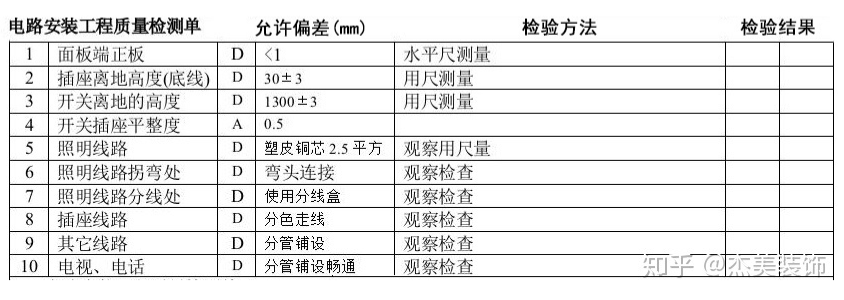 电路安装工程质量检测单 允许偏差(mm) 检验方法 检验结果
1 面板端正板 D <1 水平尺测量
2 插座离地高度(底线) D 30±3 用尺测量
3 开关离地的高度 D 1300±3 用尺测量
4 开关插座平整度 A 0.5
5 照明线路 D 塑皮铜芯2.5平方 观察用尺量
6 照明线路拐弯处 D 弯头连接 观察检查
7 照明线路分线处 D 使用分线盒 观察检查
8 插座线路 D 分色走线 观察检查
9 其它线路 D 分管铺设 观察检查
10 电视、电话 D 分管铺设畅通 观察检查
知乎 @杰美装饰